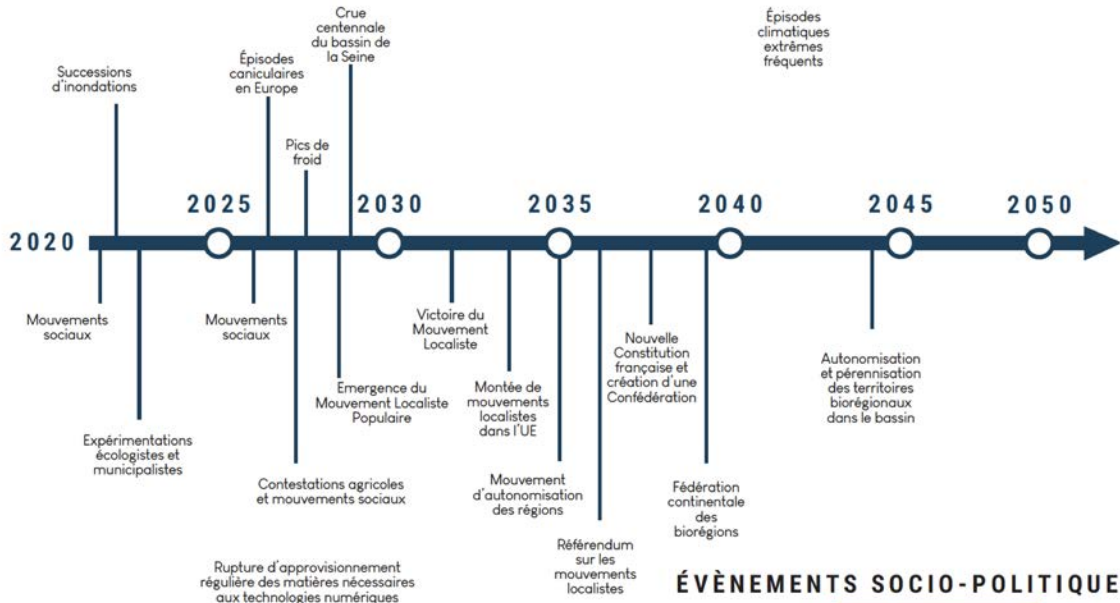 Crue
centennale
du bassin de
la Seine
Épisodes
climatiques
extrêmes
fréquents
Successions
d'inondations
Épisodes
caniculaires
en Europe
Pics de
froid
2020
2025
2030
2035
2040
2045
2050
Mouvements
sociaux
Expérimentations
écologistes et
municipalistes
Mouvements
sociaux
Contestations agricoles
et mouvements sociaux
Emergence du
Mouvement Localiste
Populaire
Victoire du
Mouvement
Localiste
Montée de
mouvements
localistes
dans l'UE
Mouvement
d'autonomisation
des régions
Référendum
sur les
mouvements
localistes
Nouvelle
Constitution
française et
création d'une
Confédération
Fédération
continentale
des
biorégions
Autonomisation
et pérennisation
des territoires
biorégionaux
dans le bassin
Rupture d'approvisionnement
régulière des matières nécessaires
aux technologies numériques
ÉVÈNEMENTS SOCIO-POLITIQUE